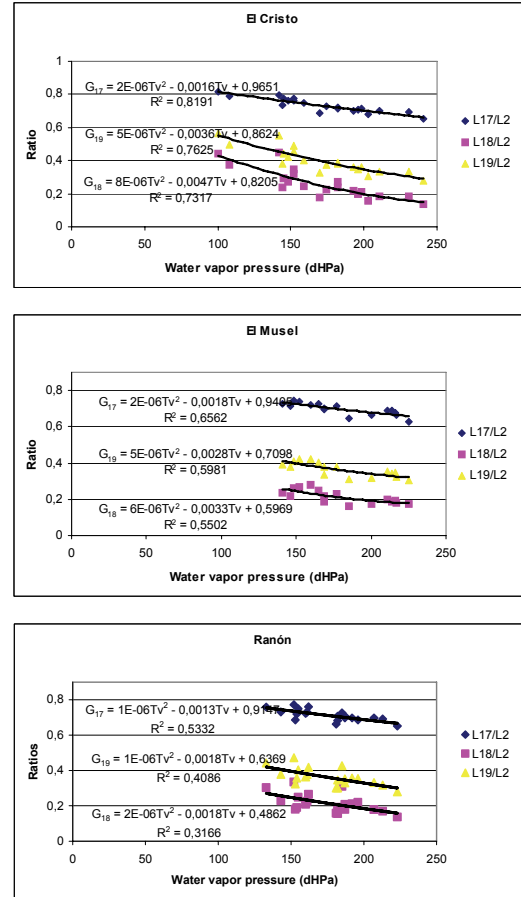 El Cristo
G17 = 2E-06Tv² - 0,0016Tv + 0,9651
R² = 0,8191
G19 = 5E-06Tv² - 0,0036Tv + 0,8624
R² = 0,7625
G18 = 8E-06Tv² - 0,0047Tv + 0,8205
R² = 0,7317
Ratio
1
0,8
0,6
0,4
0,2
0
0 50 100 150 200 250
Water vapor pressure (dHPa)
L17/L2
L18/L2
L19/L2
El Musel
G17 = 2E-06Tv² - 0,0018Tv +
R² = 0,6562
G19 = 5E-06Tv² - 0,0028Tv + 0,7098
R² = 0,5981
G18 = 6E-06Tv² - 0,0033Tv + 0,5969
R² = 0,5502
Ratio
0,8
0,6
0,4
0,2
0
0 50 100 150 200 250
Water vapor pressure (dHPa)
L17/L2
L18/L2
L19/L2
Ranón
G17 = 1E-06Tv² - 0,0013Tv +
R² = 0,5332
G19 = 1E-06Tv² - 0,0018Tv + 0,6369
R² = 0,4086
G18 = 2E-06Tv² - 0,0018Tv + 0,4862
R² = 0,3166
Ratios
0,8
0,6
0,4
0,2
0
0 50 100 150 200 250
Water vapor pressure (dHPa)
L17/L2
L18/L2
L19/L2